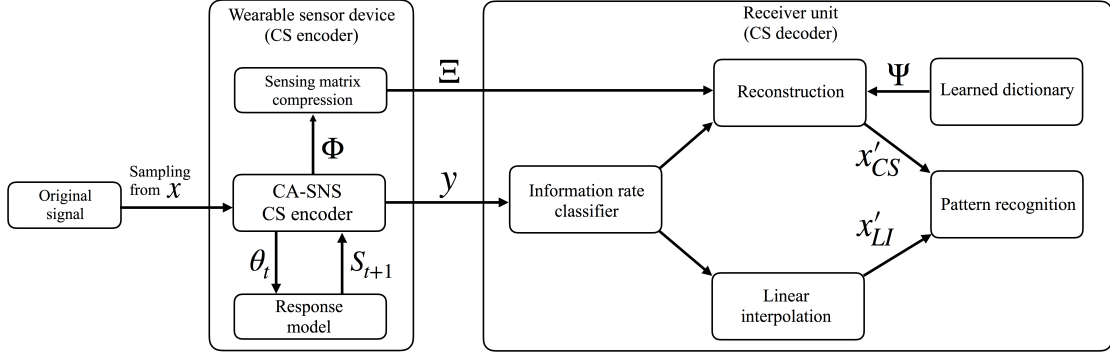 Wearable sensor device
(CS encoder)
Receiver unit
(CS decoder)
Sensing matrix
compression
Ξ
Reconstruction
Ψ
Learned dictionary
Φ
Sampling
from x
Original
signal
CA-SNS
CS encoder
y
Information rate
classifier
x′CS
Pattern recognition
x′LI
θt
St+1
Response
model
Linear
interpolation